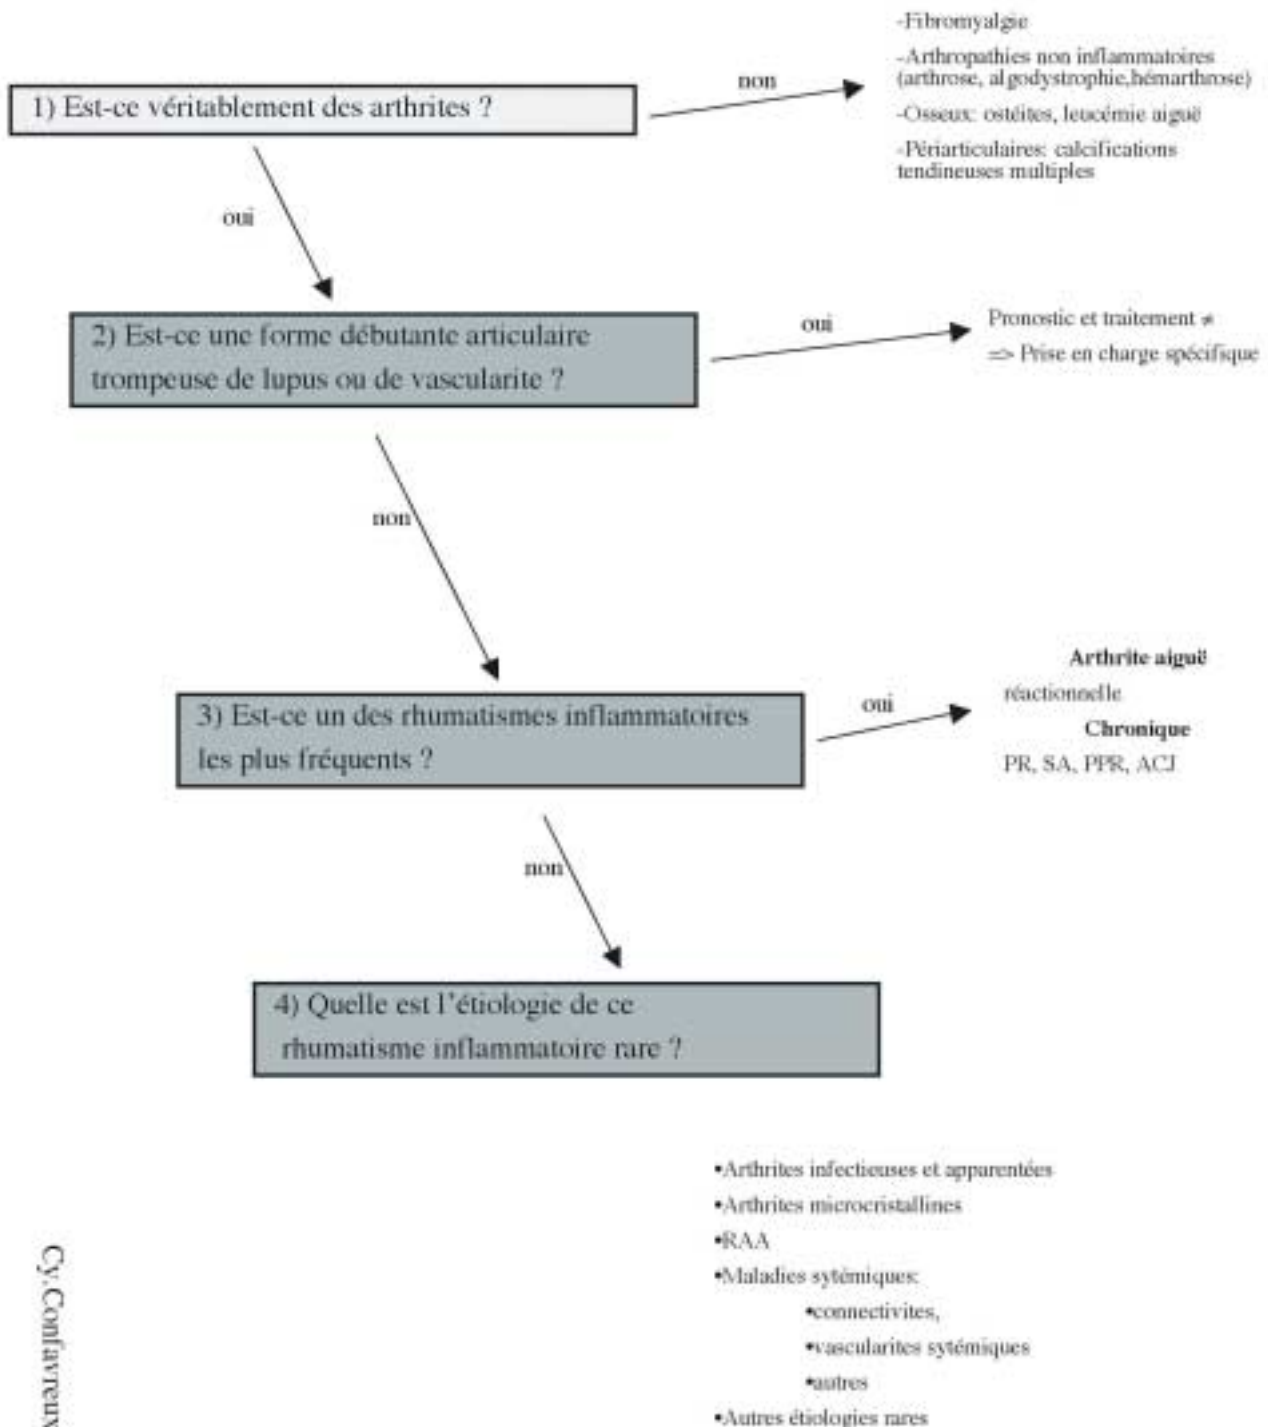 -Fibromyalgie
-Arthropathies non inflammatoires
(arthrose, algodystrophie,hémarthrose)
-Osseux: ostéites, leucémie aiguë
-Périarticulaires: calcifications
tendineuses multiples
non
1) Est-ce véritablement des arthrites ?
oui
2) Est-ce une forme débutante articulaire
trompeuse de lupus ou de vascularite ?
oui
Pronostic et traitement ≠
=> Prise en charge spécifique
non
3) Est-ce un des rhumatismes inflammatoires
les plus fréquents ?
oui
Arthrite aiguë
réactionnelle
Chronique
PR, SA, PPR, ACJ
non
4) Quelle est l'étiologie de ce
rhumatisme inflammatoire rare ?
•Arthrites infectieuses et apparentées
•Arthrites microcristallines
•RAA
•Maladies sytémiques:
•connectivites,
•vascularites sytémiques
•autres
•Autres étiologies rares
Cy.Confavreux